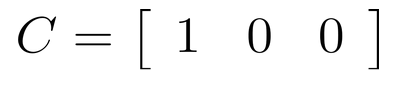 C = [ 1 0 0 ]